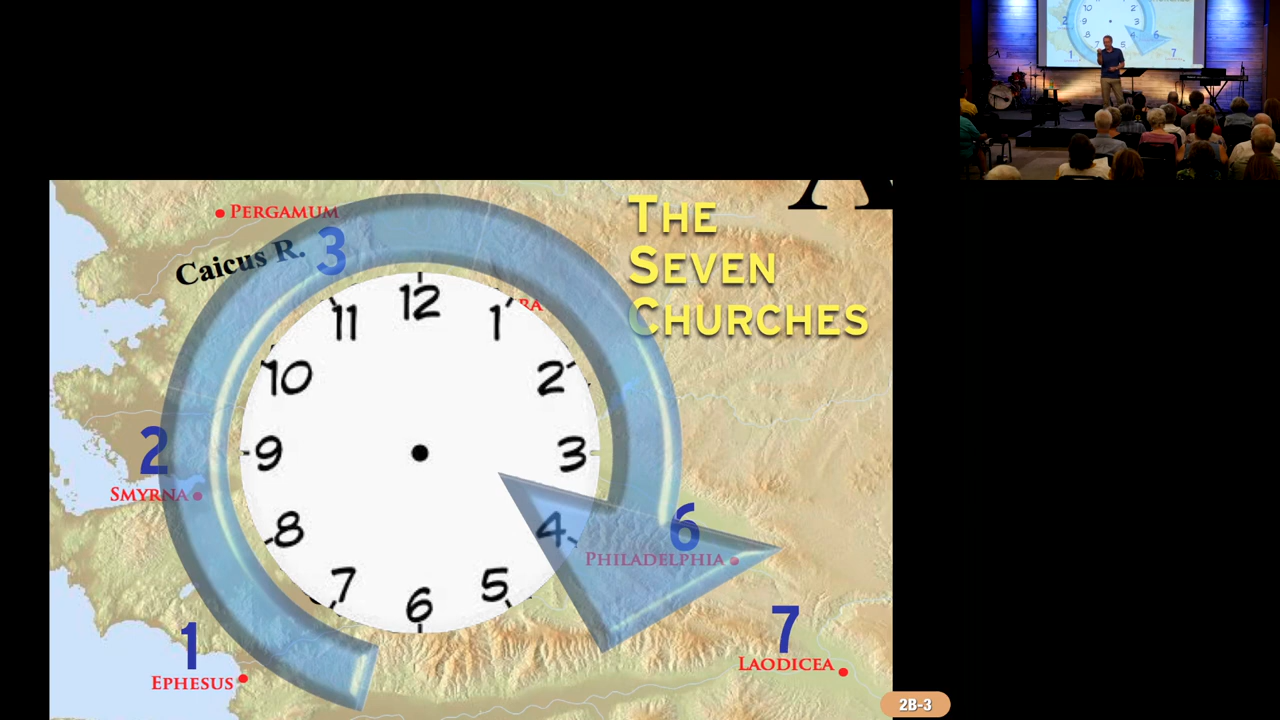 PERGAMUM
Caicus R.
3
THE
SEVEN
CHURCHES
RA
12
11
1
10
2
9
3
8
4
7
5
6
2
SMYRNA
6
PHILADELPHIA
1
EPHESUS
7
LAODICEA
2B-3